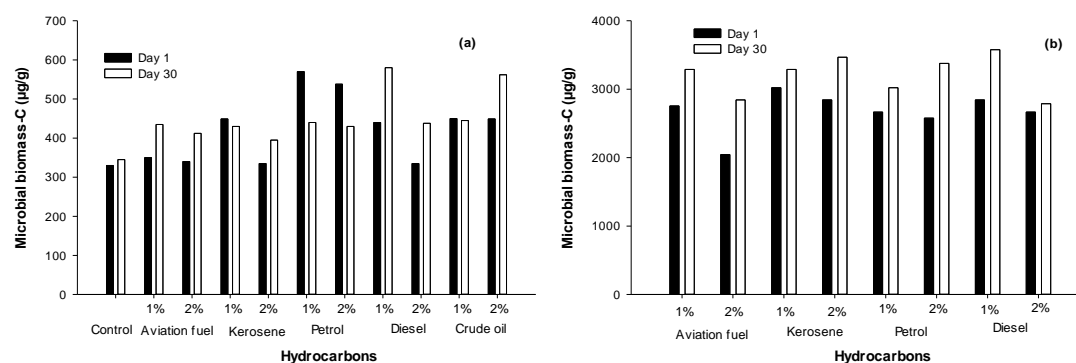 700
600
500
400
300
200
100
0
Microbial biomass-C (µg/g)
(a)
Day 1
Day 30
1% 2% 1% 2% 1% 2% 1% 2% 1% 2%
Control Aviation fuel Kerosene Petrol Diesel Crude oil
Hydrocarbons
4000
3000
2000
1000
0
Microbial biomass-C (µg/g)
Day 1
Day 30
(b)
1% 2% 1% 2% 1% 2% 1% 2%
Aviation fuel Kerosene Petrol Diesel
Hydrocarbons